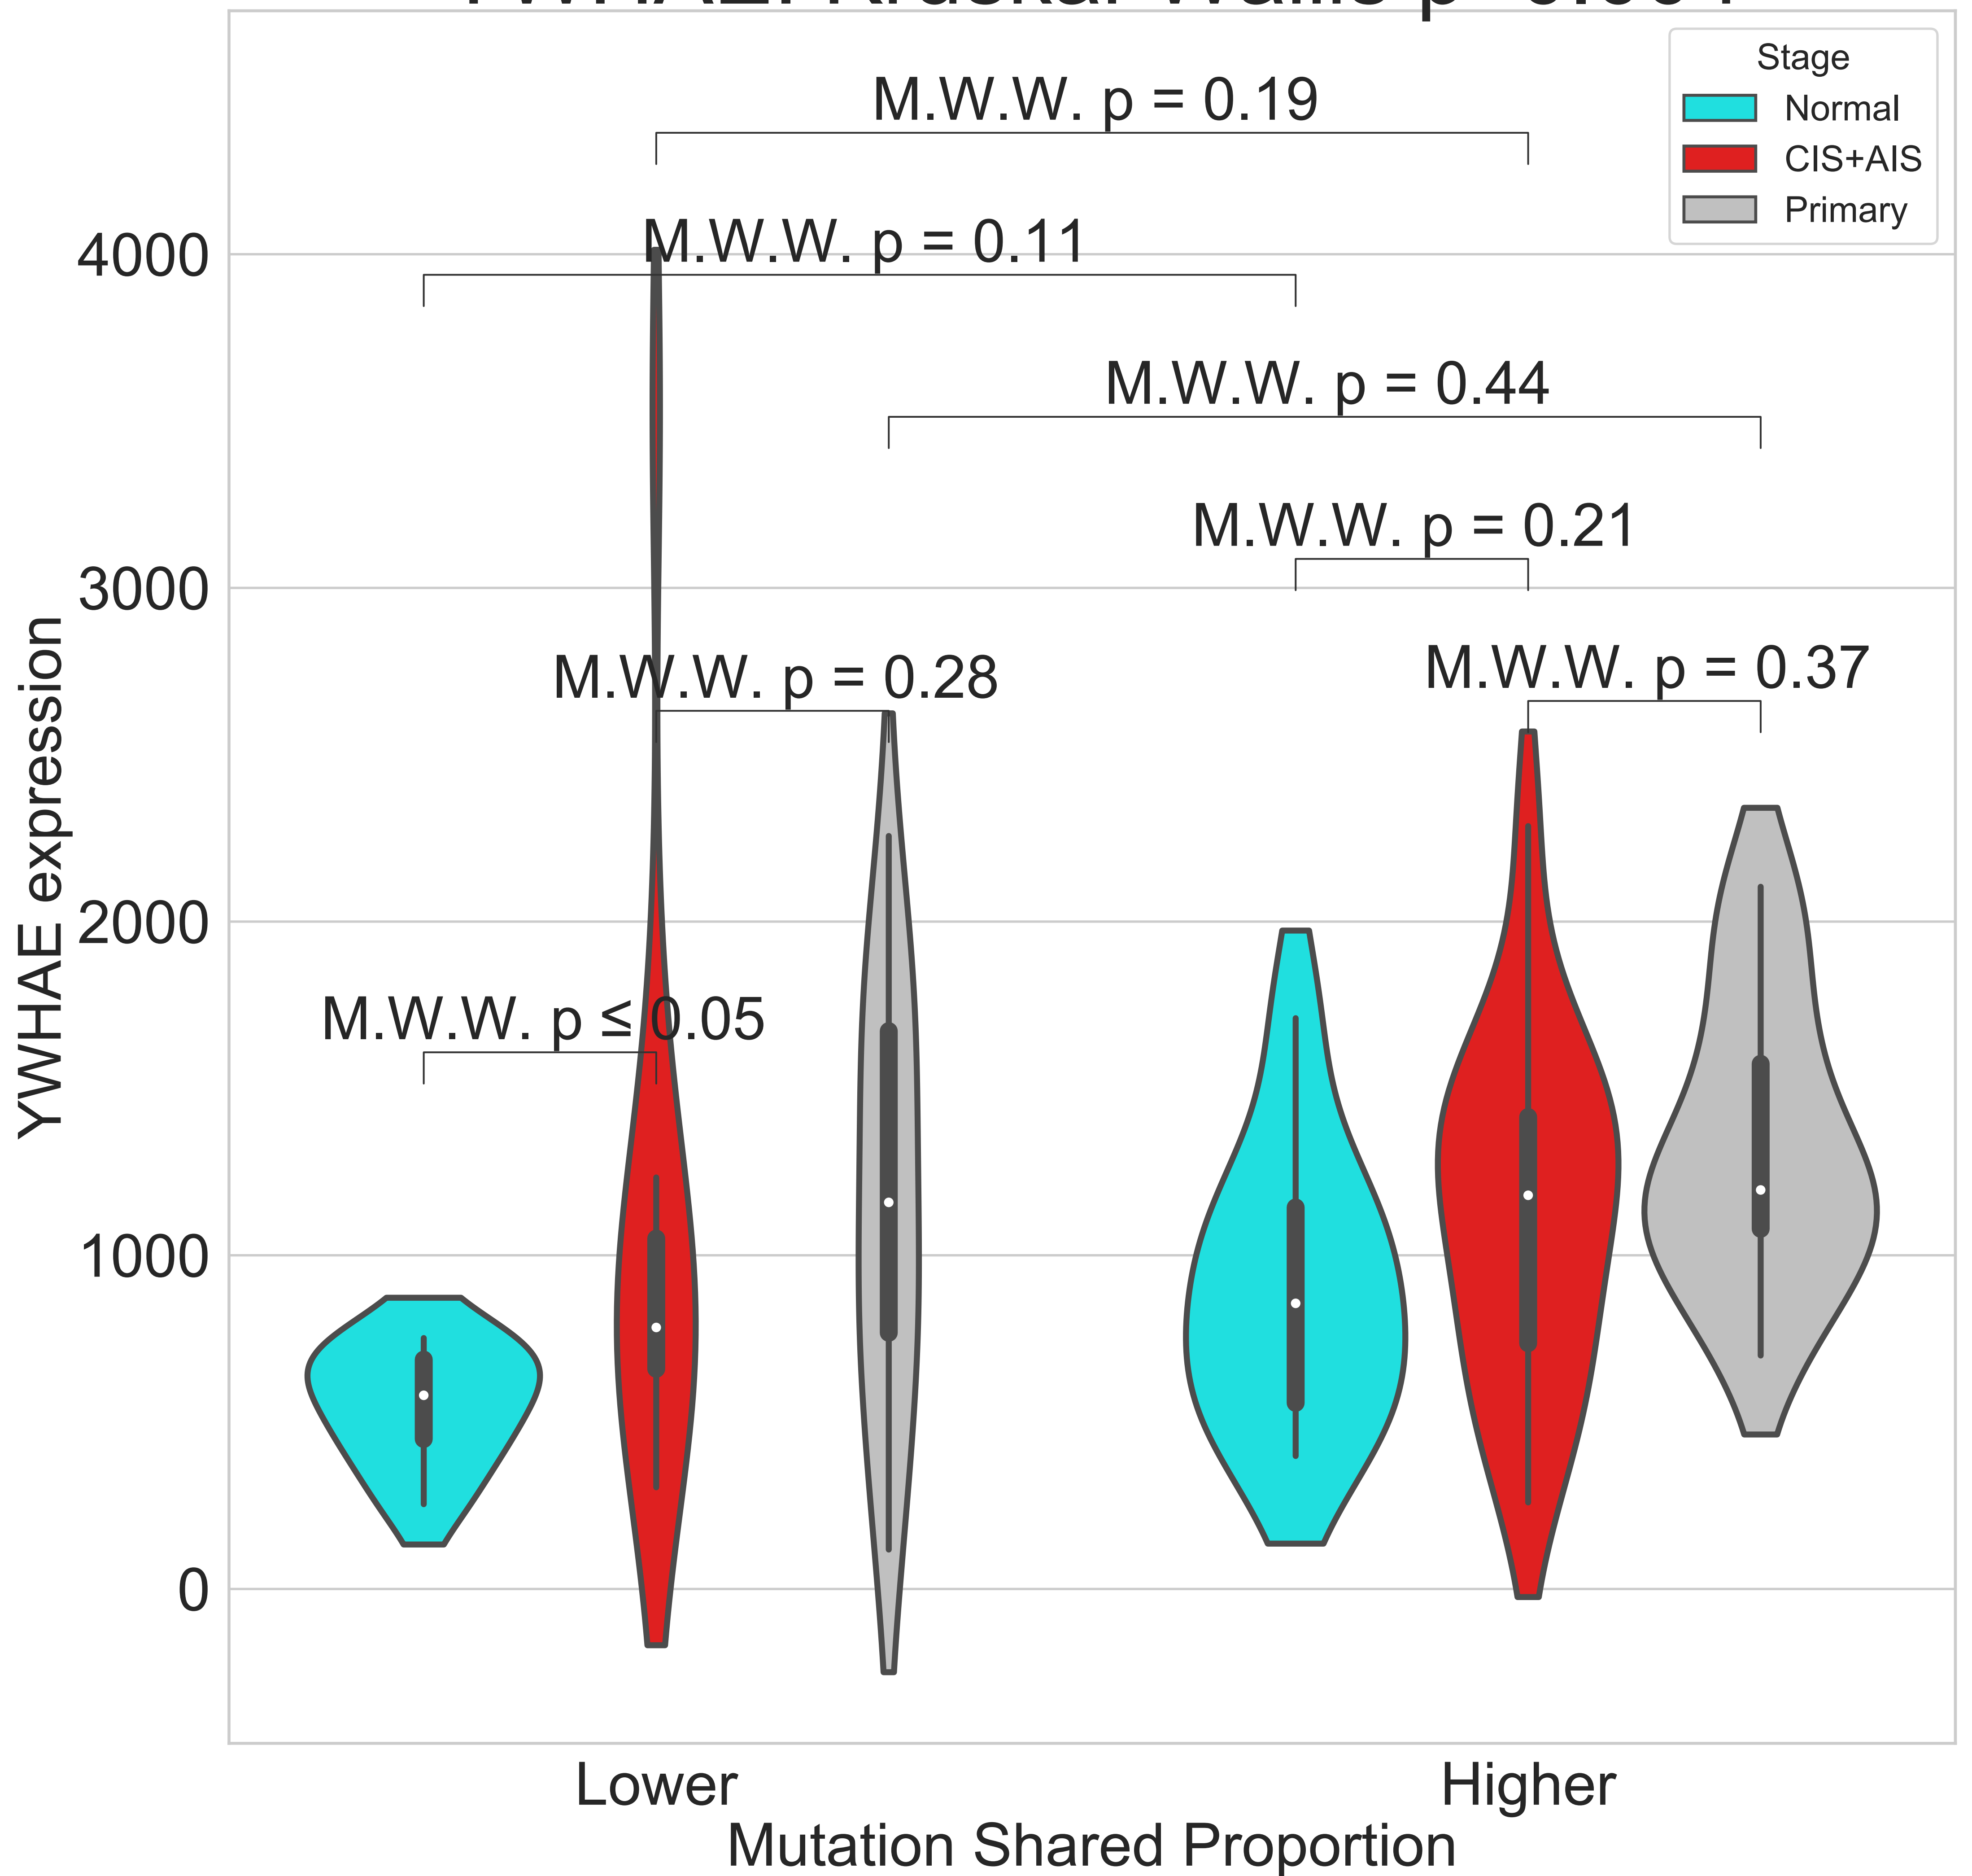 Stage
Normal
CIS+AIS
Primary
M.W.W. p = 0.19
M.W.W. p = 0.11
M.W.W. p = 0.44
M.W.W. p = 0.21
M.W.W. p = 0.28
M.W.W. p = 0.37
M.W.W. p ≤ 0.05
4000
3000
2000
1000
0
YWHAE expression
Lower
Higher
Mutation Shared Proportion